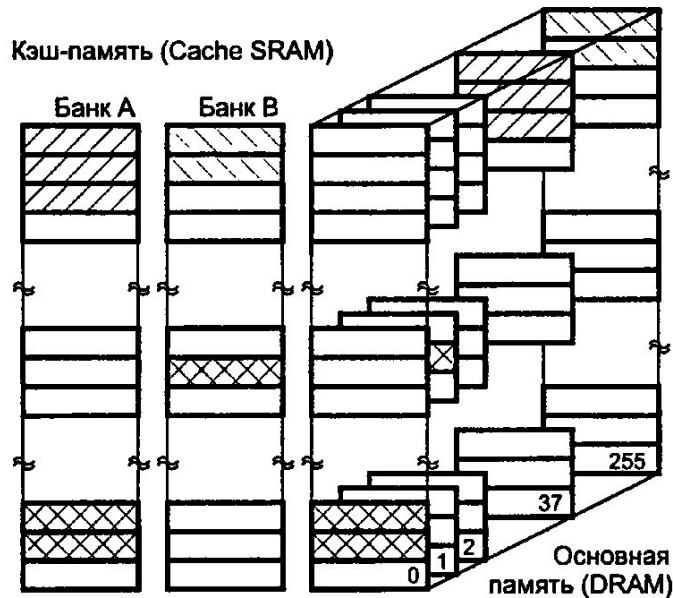 Кэш-память (Cache SRAM)
Банк A
Банк B
255
37
2
1
0
Основная
память (DRAM)